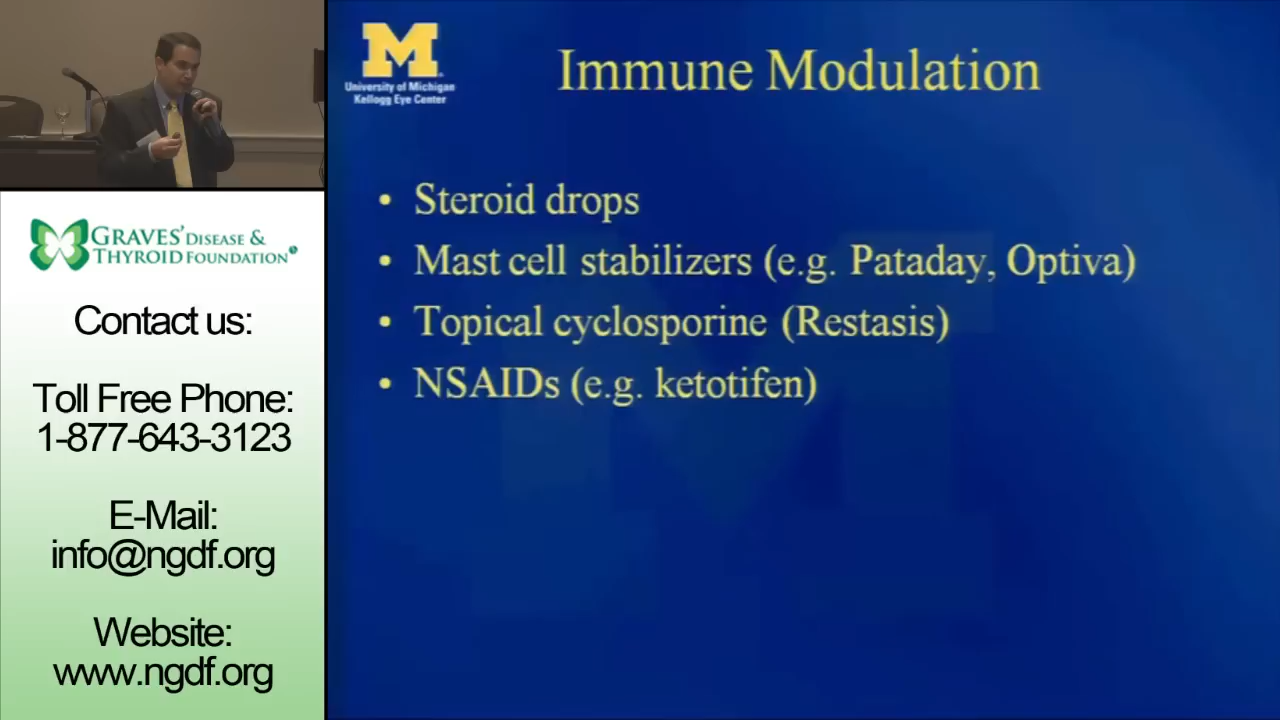 M
University of Michigan
Kellogg Eye Center
Immune Modulation
• Steroid drops
• Mast cell stabilizers (e.g. Pataday, Optiva)
• Topical cyclosporine (Restasis)
• NSAIDs (e.g. ketotifen)
GRAVES' DISEASE &
THYROID FOUNDATION
Contact us:
Toll Free Phone:
1-877-643-3123
E-Mail:
info@ngdf.org
Website:
www.ngdf.org